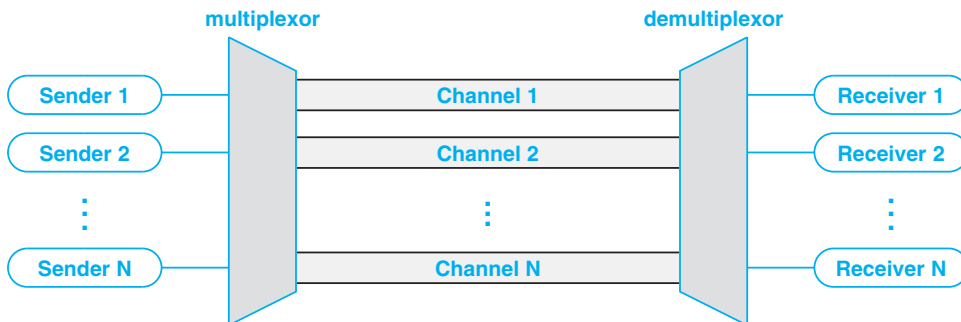 multiplexor
demultiplexor
Sender 1
Channel 1
Receiver 1
Sender 2
Channel 2
Receiver 2
Sender N
Channel N
Receiver N